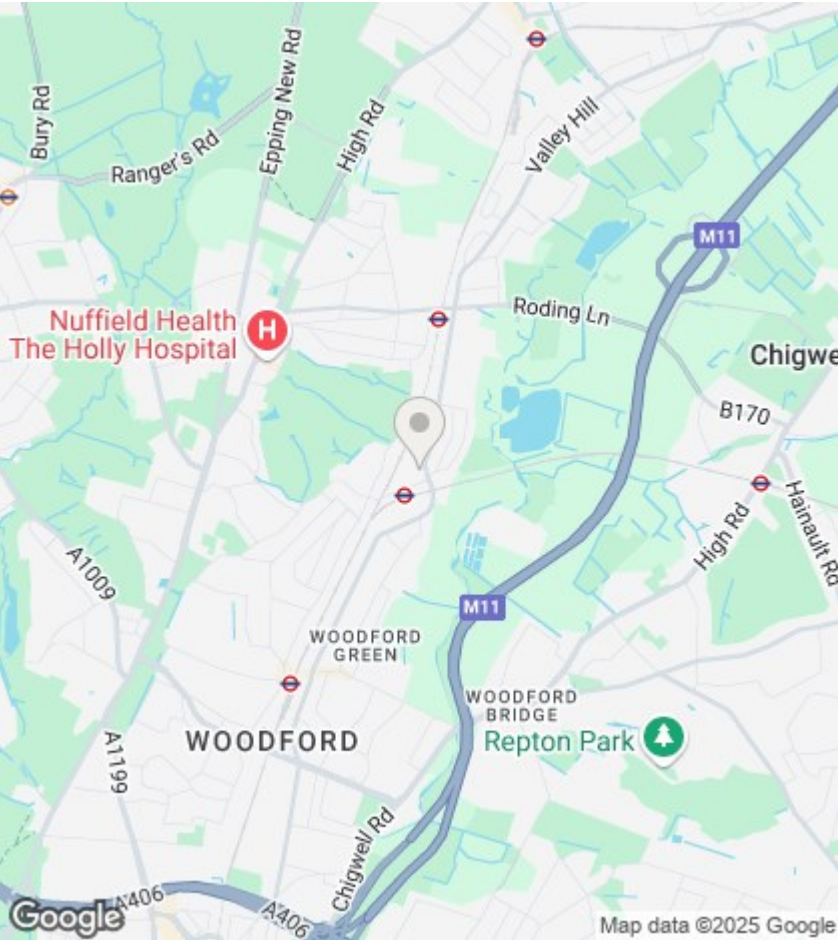 Bury Rd
Epping New Rd
High Rd
Ranger's Rd
Valley Hill
M11
Nuffield Health
The Holly Hospital
H
Roding Ln
Chigwe
B170
High Rd
Hainault Rd
A1009
M11
WOODFORD
GREEN
WOODFORD
BRIDGE
WOODFORD
Repton Park
A1199
Chigwell Rd
A406
A406
Google
Map data ©2025 Google